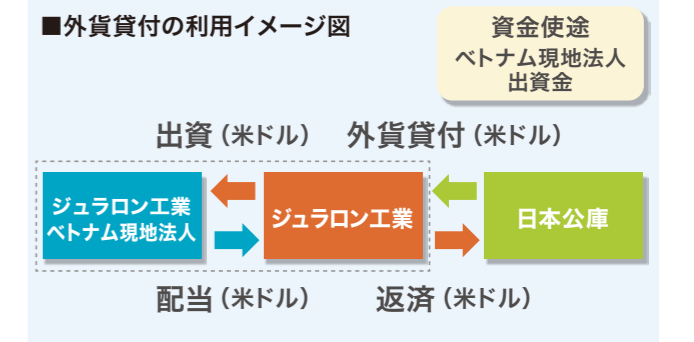 ■外貨貸付の利用イメージ図
資金使途
ベトナム現地法人
出資金
出資（米ドル）
外貨貸付（米ドル）
ジュラロン工業
ベトナム現地法人
ジュラロン工業
日本公庫
配当（米ドル）
返済（米ドル）